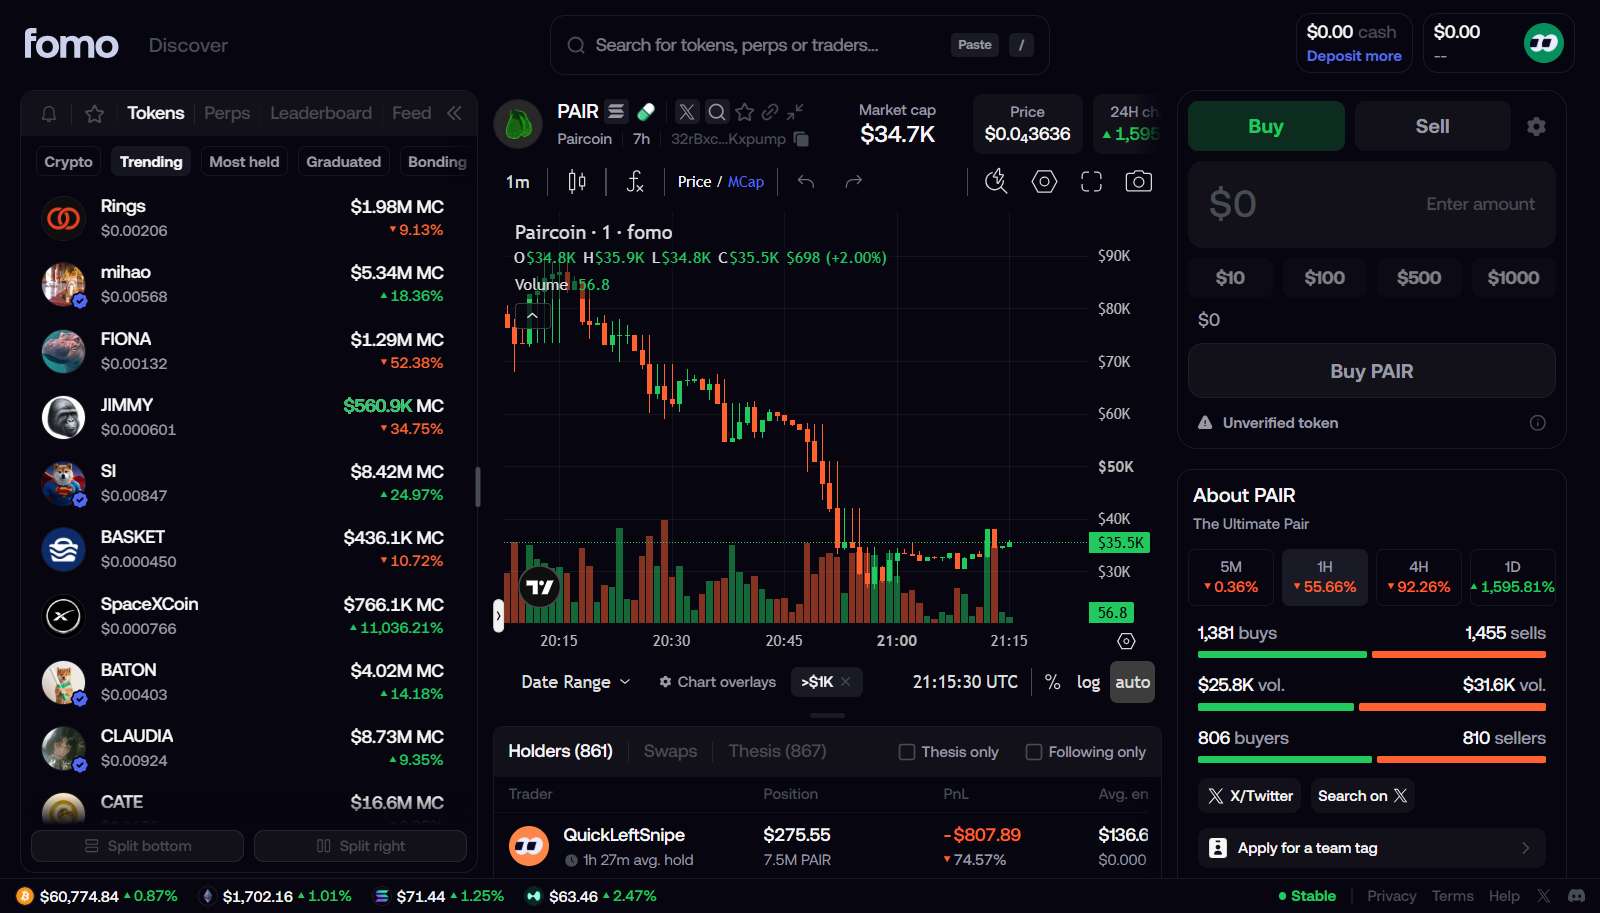 fomo
Discover
Search for tokens, perps or traders...
Paste
/
$0.00 cash
Deposit more
$0.00
--
Tokens
Perps
Leaderboard
Feed
Crypto
Trending
Most held
Graduated
Bonding
Rings
$1.98M MC
$0.00206
9.13%
mihao
$5.34M MC
$0.00568
18.36%
FIONA
$1.29M MC
$0.00132
52.38%
JIMMY
$560.9K MC
$0.000601
34.75%
SI
$8.42M MC
$0.00847
24.97%
BASKET
$436.1K MC
$0.000450
10.72%
SpaceXCoin
$766.1K MC
$0.000766
11,036.21%
BATON
$4.02M MC
$0.00403
14.18%
CLAUDIA
$8.73M MC
$0.00924
9.35%
CATE
$16.6M MC
Split bottom
Split right
PAIR
Paircoin
7h
32rBxc...Kxpump
Market cap
$34.7K
Price
$0.0₄3636
24H ch
1,595
1m
Price / MCap
Paircoin · 1 · fomo
O$34.8K H$35.9K L$34.8K C$35.5K $698 (+2.00%)
Volume 56.8
$90K
$80K
$70K
$60K
$50K
$40K
$35.5K
$30K
56.8
20:15
20:30
20:45
21:00
21:15
Date Range
Chart overlays
>$1K
21:15:30 UTC
%
log
auto
Holders (861)
Swaps
Thesis (867)
Thesis only
Following only
Trader
Position
PnL
Avg. en
QuickLeftSnipe
$275.55
-$807.89
$136.6
1h 27m avg. hold
7.5M PAIR
74.57%
$0.000
Buy
Sell
$0
Enter amount
$10
$100
$500
$1000
$0
Buy PAIR
Unverified token
About PAIR
The Ultimate Pair
5M
0.36%
1H
55.66%
4H
92.26%
1D
1,595.81%
1,381 buys
1,455 sells
$25.8K vol.
$31.6K vol.
806 buyers
810 sellers
X/Twitter
Search on X
Apply for a team tag
$60,774.84 0.87%
$1,702.16 1.01%
$71.44 1.25%
$63.46 2.47%
Stable
Privacy
Terms
Help